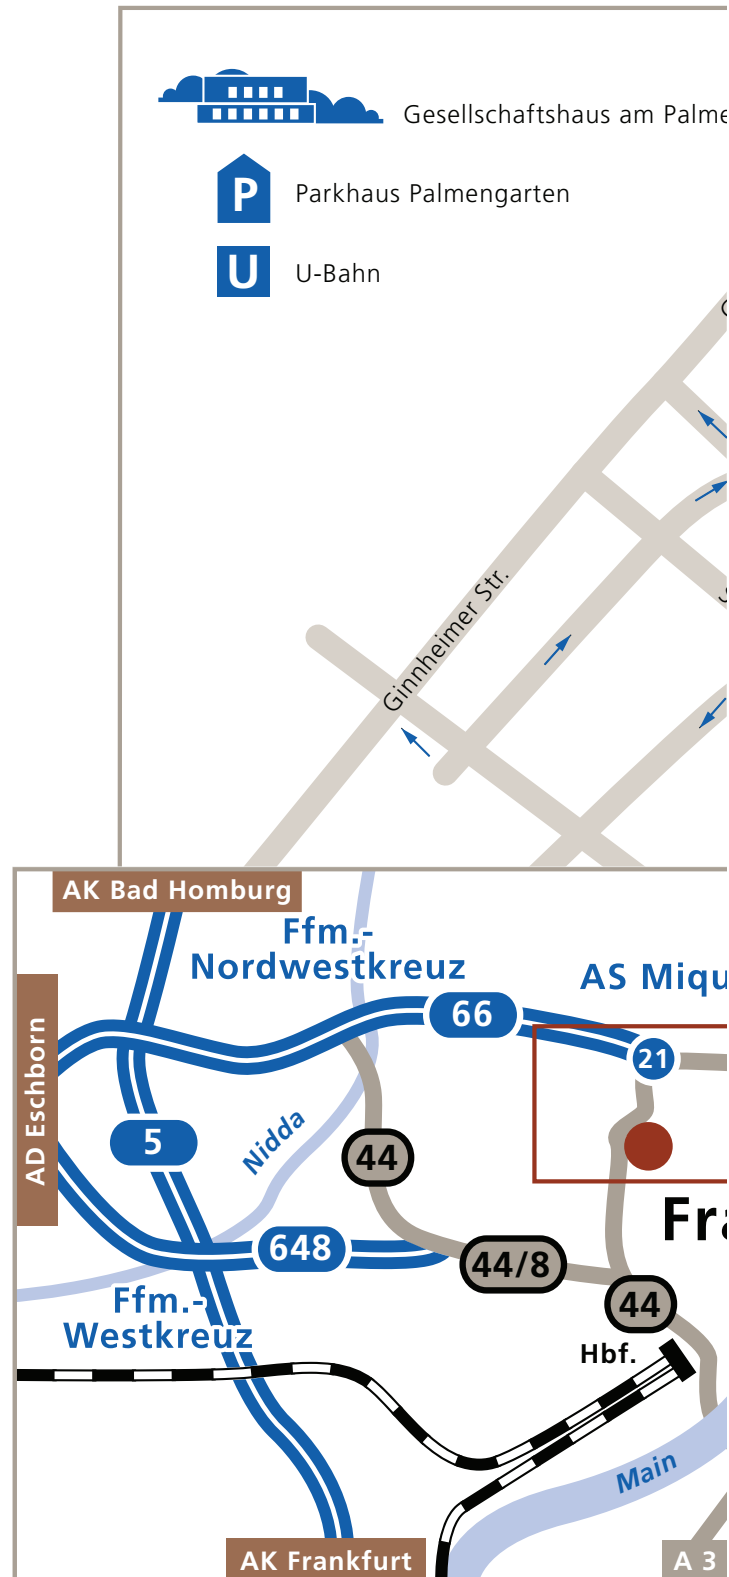 Gesellschaftshaus am Palme
P
Parkhaus Palmengarten
U
U-Bahn
Ginnheimer Str.
AK Bad Homburg
Ffm.-
Nordwestkreuz
AS Miqu
66
21
AD Eschborn
5
Nidda
44
Fra
648
44/8
Ffm.-
Westkreuz
44
Hbf.
Main
AK Frankfurt
A 3